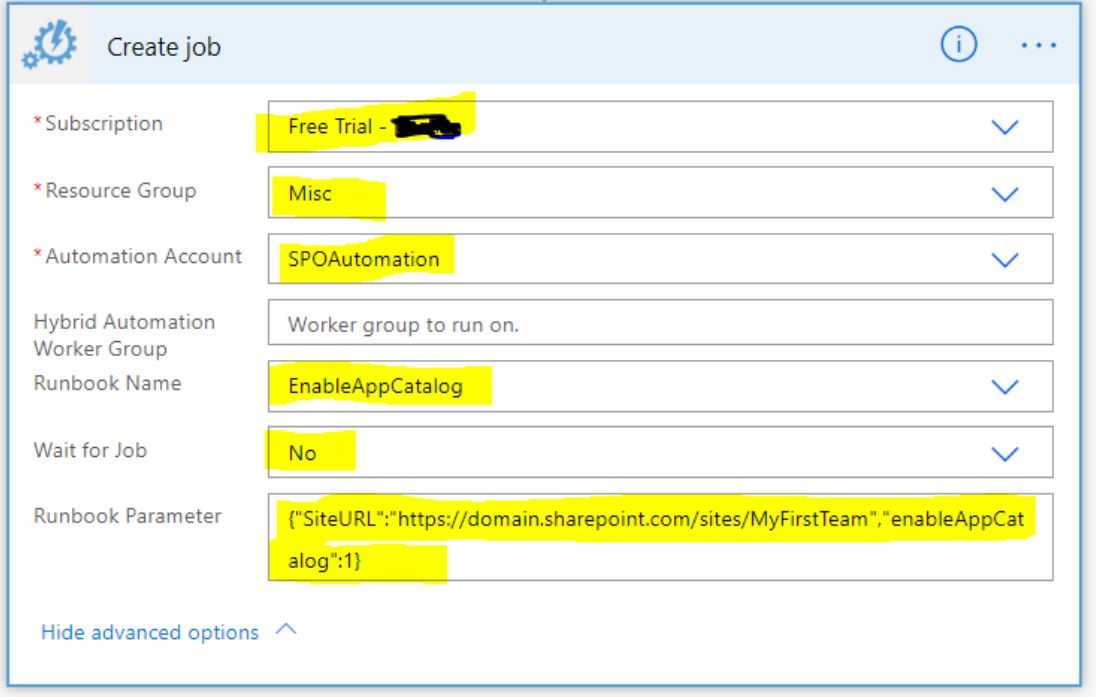 Create job
* Subscription
Free Trial -
* Resource Group
Misc
* Automation Account
SPOAutomation
Hybrid Automation
Worker Group
Worker group to run on.
Runbook Name
EnableAppCatalog
Wait for Job
No
Runbook Parameter
{"SiteURL":"https://domain.sharepoint.com/sites/MyFirstTeam","enableAppCat
alog":1}
Hide advanced options